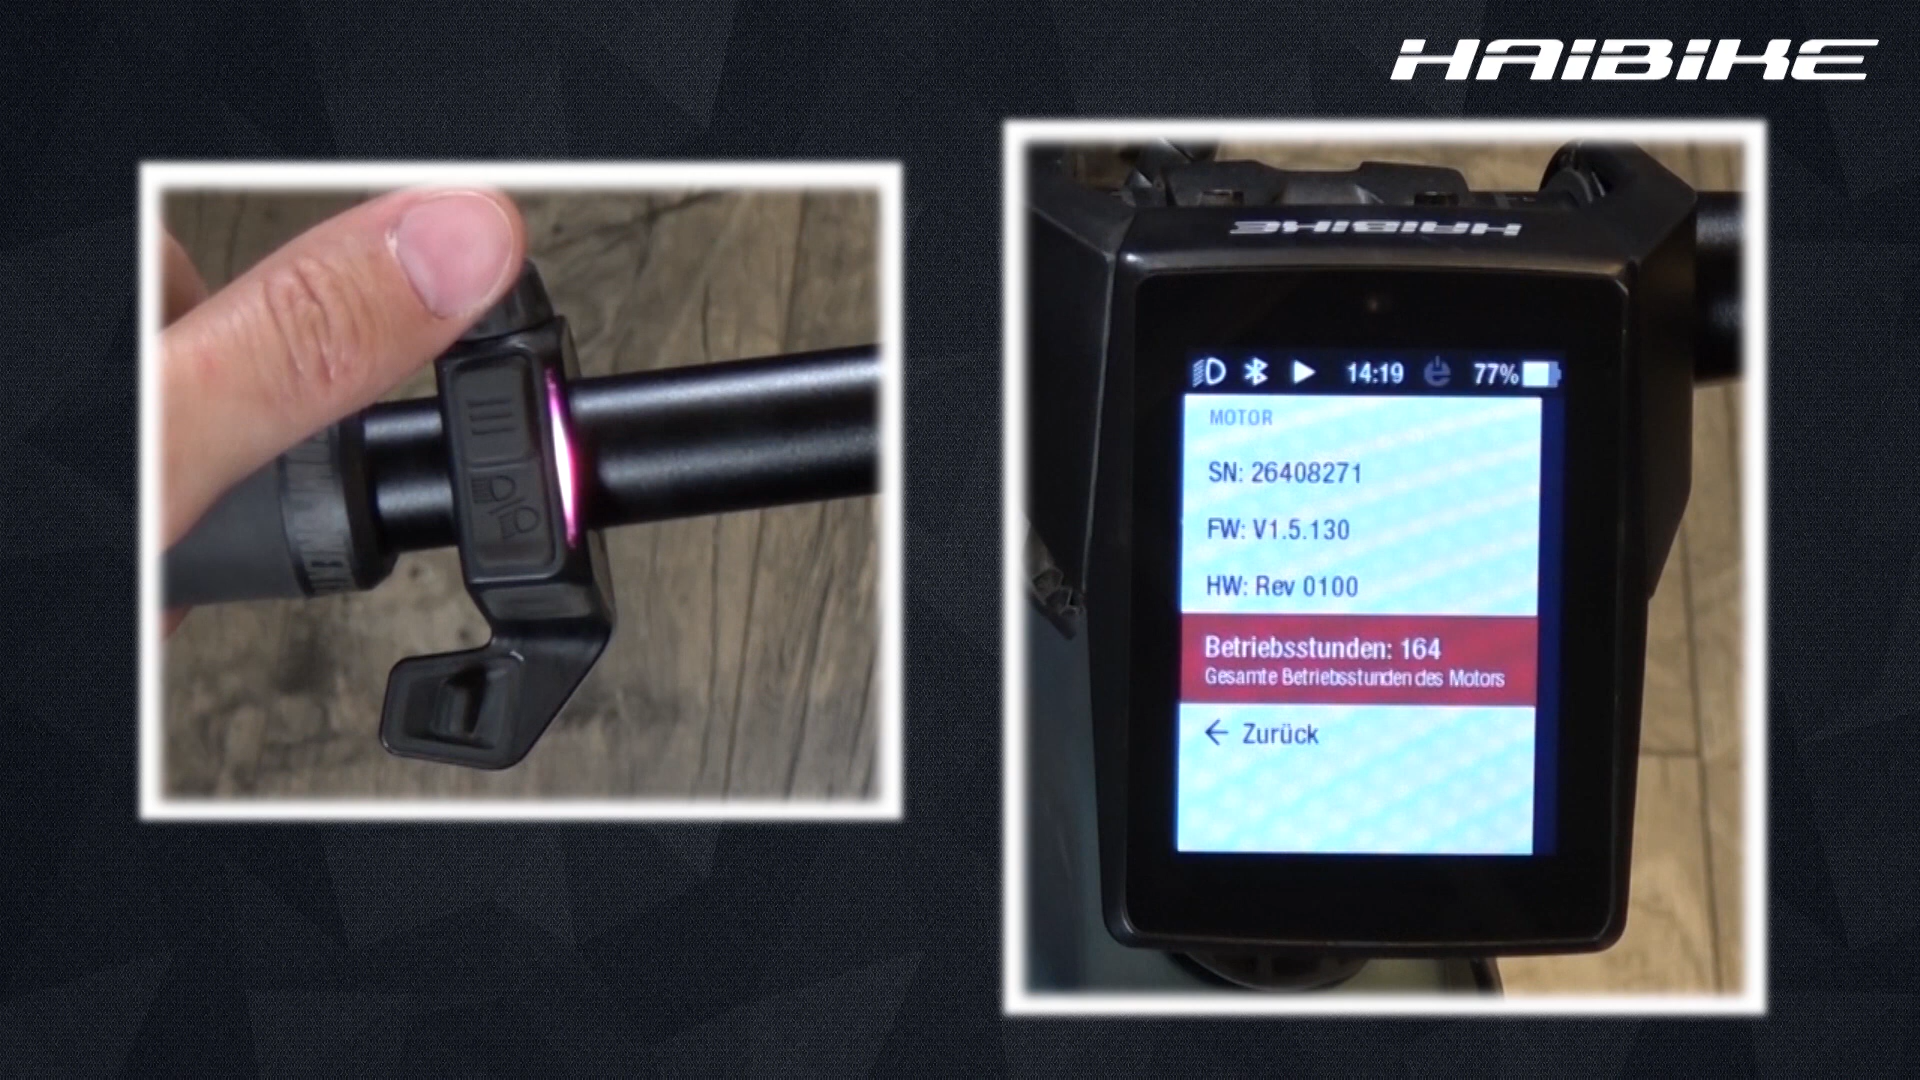 HAIBIKE
HAIBIKE
14:19 77%
MOTOR
SN: 26408271
FW: V1.5.130
HW: Rev 0100
Betriebsstunden: 164
Gesamte Betriebsstunden des Motors
← Zurück